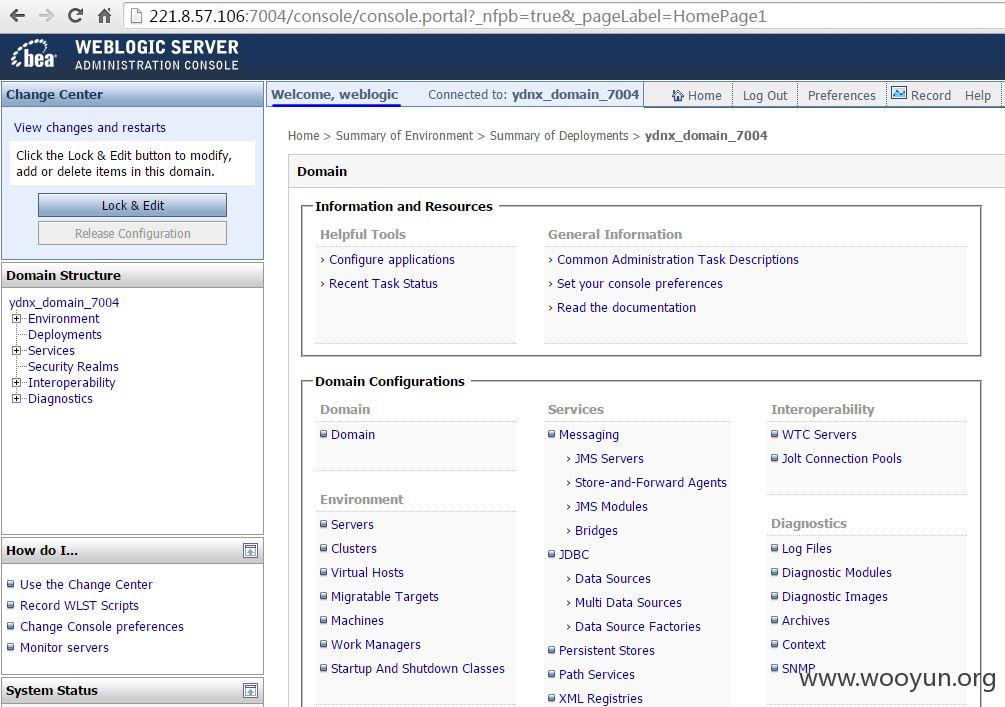 221.8.57.106:7004/console/console.portal?_nfpb=true&_pageLabel=HomePage1
bea WEBLOGIC SERVER
ADMINISTRATION CONSOLE
Change Center
View changes and restarts
Click the Lock & Edit button to modify,
add or delete items in this domain.
Lock & Edit
Release Configuration
Domain Structure
ydnx_domain_7004
Environment
Deployments
Services
Security Realms
Interoperability
Diagnostics
How do I...
Use the Change Center
Record WLST Scripts
Change Console preferences
Monitor servers
System Status
Welcome, weblogic Connected to: ydnx_domain_7004 Home Log Out Preferences Record Help
Home > Summary of Environment > Summary of Deployments > ydnx_domain_7004
Domain
Information and Resources
Helpful Tools
› Configure applications
› Recent Task Status
General Information
› Common Administration Task Descriptions
› Set your console preferences
› Read the documentation
Domain Configurations
Domain
Domain
Environment
Servers
Clusters
Virtual Hosts
Migratable Targets
Machines
Work Managers
Startup And Shutdown Classes
Services
Messaging
› JMS Servers
› Store-and-Forward Agents
› JMS Modules
› Bridges
JDBC
› Data Sources
› Multi Data Sources
› Data Source Factories
Persistent Stores
Path Services
XML Registries
Interoperability
WTC Servers
Jolt Connection Pools
Diagnostics
Log Files
Diagnostic Modules
Diagnostic Images
Archives
Context
SNMP
www.wooyun.org